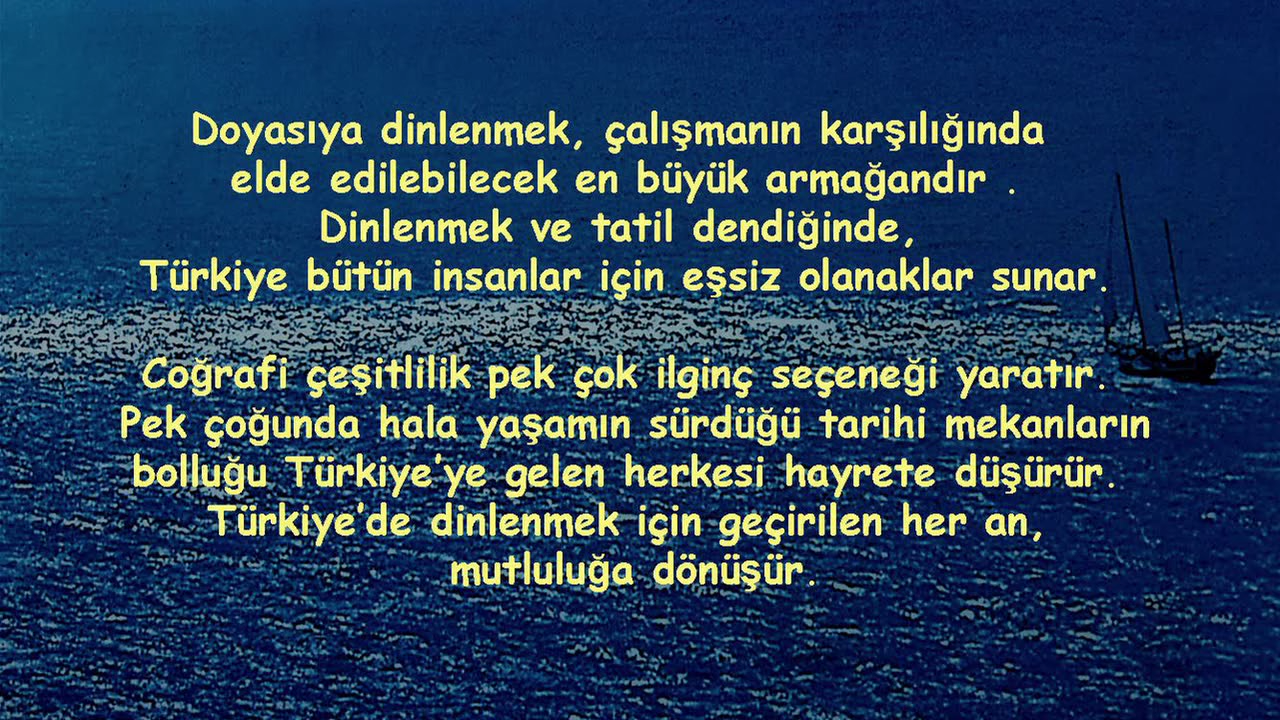 Doyasıya dinlenmek, çalışmanın karşılığında
elde edilebilecek en büyük armağandır .
Dinlenmek ve tatil dendiğinde,
Türkiye bütün insanlar için eşsiz olanaklar sunar.
Coğrafi çeşitlilik pek çok ilginç seçeneği yaratır.
Pek çoğunda hala yaşamın sürdüğü tarihi mekanların
bolluğu Türkiye’ye gelen herkesi hayrete düşürür.
Türkiye’de dinlenmek için geçirilen her an,
mutluluğa dönüşür.